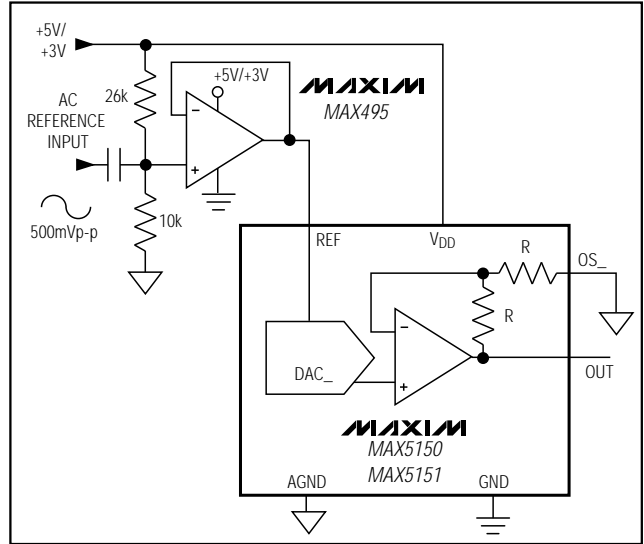 +5V/
+3V
+5V/+3V
MAXIM
MAX495
26k
AC
REFERENCE
INPUT
–
+
10k
500mVp-p
REF
VDD
R
OS_
R
–
+
DAC_
OUT
MAXIM
MAX5150
MAX5151
AGND
GND